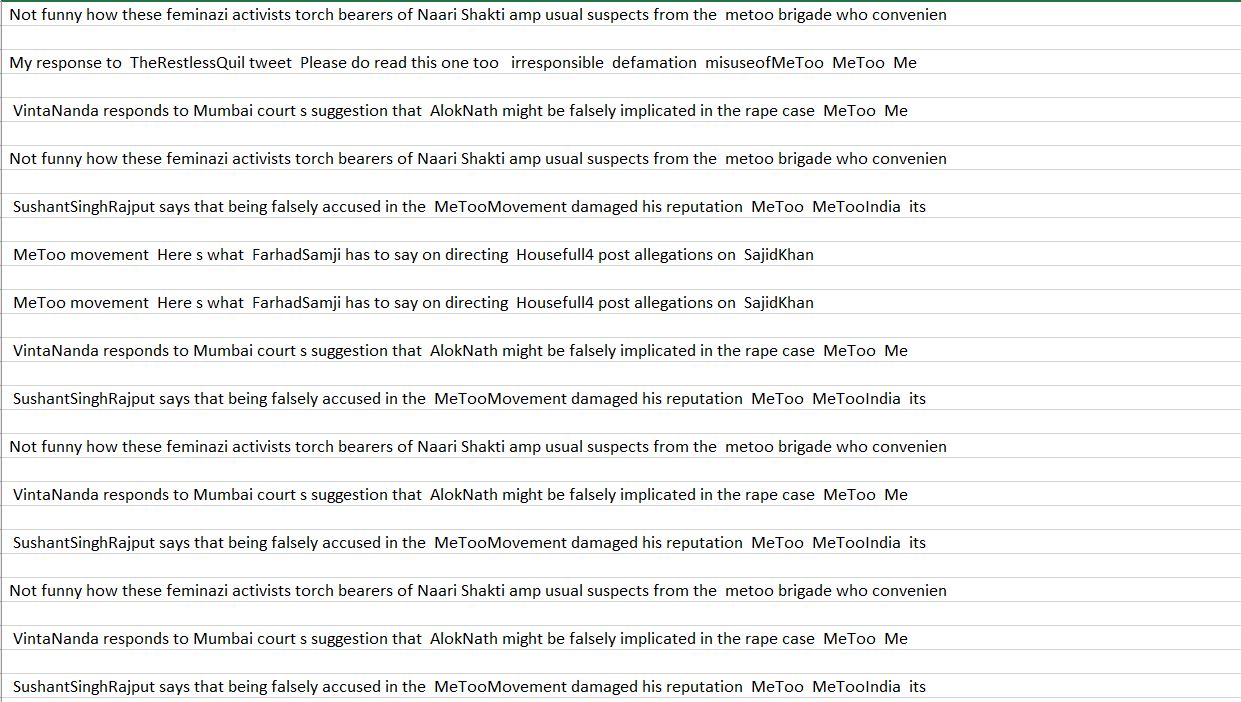 Not funny how these feminazi activists torch bearers of Naari Shakti amp usual suspects from the  metoo brigade who convenien
My response to  TheRestlessQuil tweet  Please do read this one too   irresponsible  defamation  misuseofMeToo  MeToo  Me
VintaNanda responds to Mumbai court s suggestion that  AlokNath might be falsely implicated in the rape case  MeToo  Me
Not funny how these feminazi activists torch bearers of Naari Shakti amp usual suspects from the  metoo brigade who convenien
SushantSinghRajput says that being falsely accused in the  MeTooMovement damaged his reputation  MeToo  MeTooIndia  its
MeToo movement  Here s what  FarhadSamji has to say on directing  Housefull4 post allegations on  SajidKhan
MeToo movement  Here s what  FarhadSamji has to say on directing  Housefull4 post allegations on  SajidKhan
VintaNanda responds to Mumbai court s suggestion that  AlokNath might be falsely implicated in the rape case  MeToo  Me
SushantSinghRajput says that being falsely accused in the  MeTooMovement damaged his reputation  MeToo  MeTooIndia  its
Not funny how these feminazi activists torch bearers of Naari Shakti amp usual suspects from the  metoo brigade who convenien
VintaNanda responds to Mumbai court s suggestion that  AlokNath might be falsely implicated in the rape case  MeToo  Me
SushantSinghRajput says that being falsely accused in the  MeTooMovement damaged his reputation  MeToo  MeTooIndia  its
Not funny how these feminazi activists torch bearers of Naari Shakti amp usual suspects from the  metoo brigade who convenien
VintaNanda responds to Mumbai court s suggestion that  AlokNath might be falsely implicated in the rape case  MeToo  Me
SushantSinghRajput says that being falsely accused in the  MeTooMovement damaged his reputation  MeToo  MeTooIndia  its